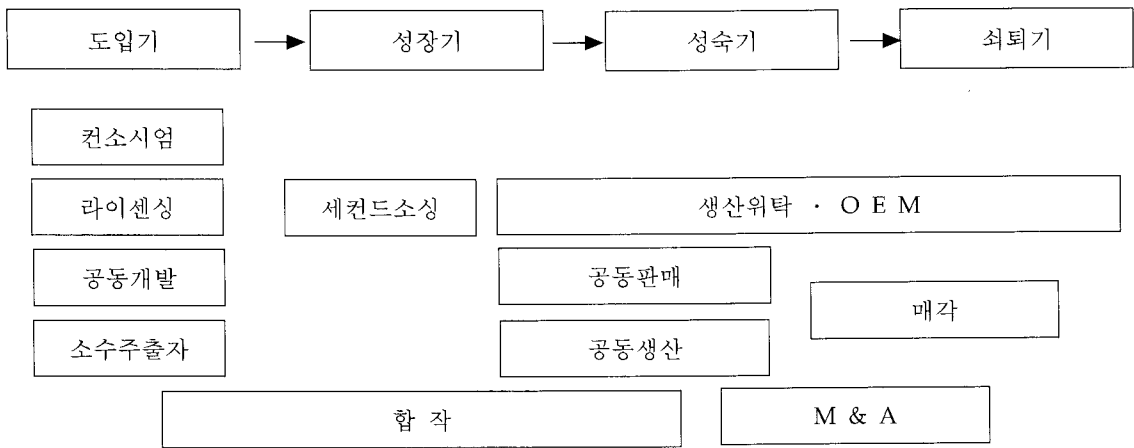 도입기 성장기 성숙기 쇠퇴기
컨소시엄
라이센싱 세컨드소싱 생산위탁 · OEM
공동개발 공동판매
매각
소수주출자 공동생산
합 작 M & A